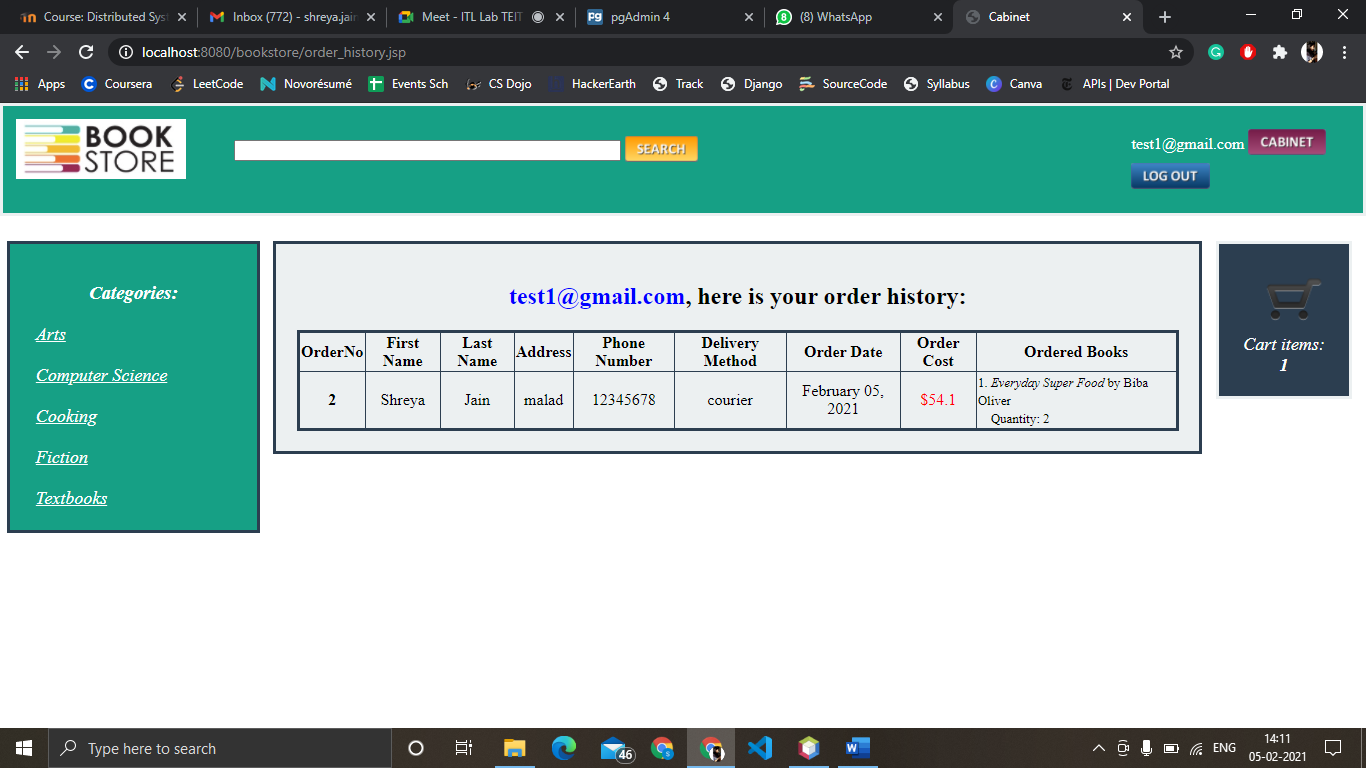 Course: Distributed Syst
Inbox (772) - shreya.jain
Meet - ITL Lab TEIT
pgAdmin 4
(8) WhatsApp
Cabinet
localhost:8080/bookstore/order_history.jsp
Apps
Coursera
LeetCode
Novorésumé
Events Sch
CS Dojo
HackerEarth
Track
Django
SourceCode
Syllabus
Canva
APIs | Dev Portal
BOOK
STORE
SEARCH
test1@gmail.com CABINET
LOG OUT
Categories:
Arts
Computer Science
Cooking
Fiction
Textbooks
test1@gmail.com, here is your order history:
OrderNo
First
Name
Last
Name
Address
Phone
Number
Delivery
Method
Order Date
Order
Cost
Ordered Books
2
Shreya
Jain
malad
12345678
courier
February 05,
2021
$54.1
1. Everyday Super Food by Biba
Oliver
Quantity: 2
Cart items:
1
Type here to search
46
ENG
14:11
05-02-2021